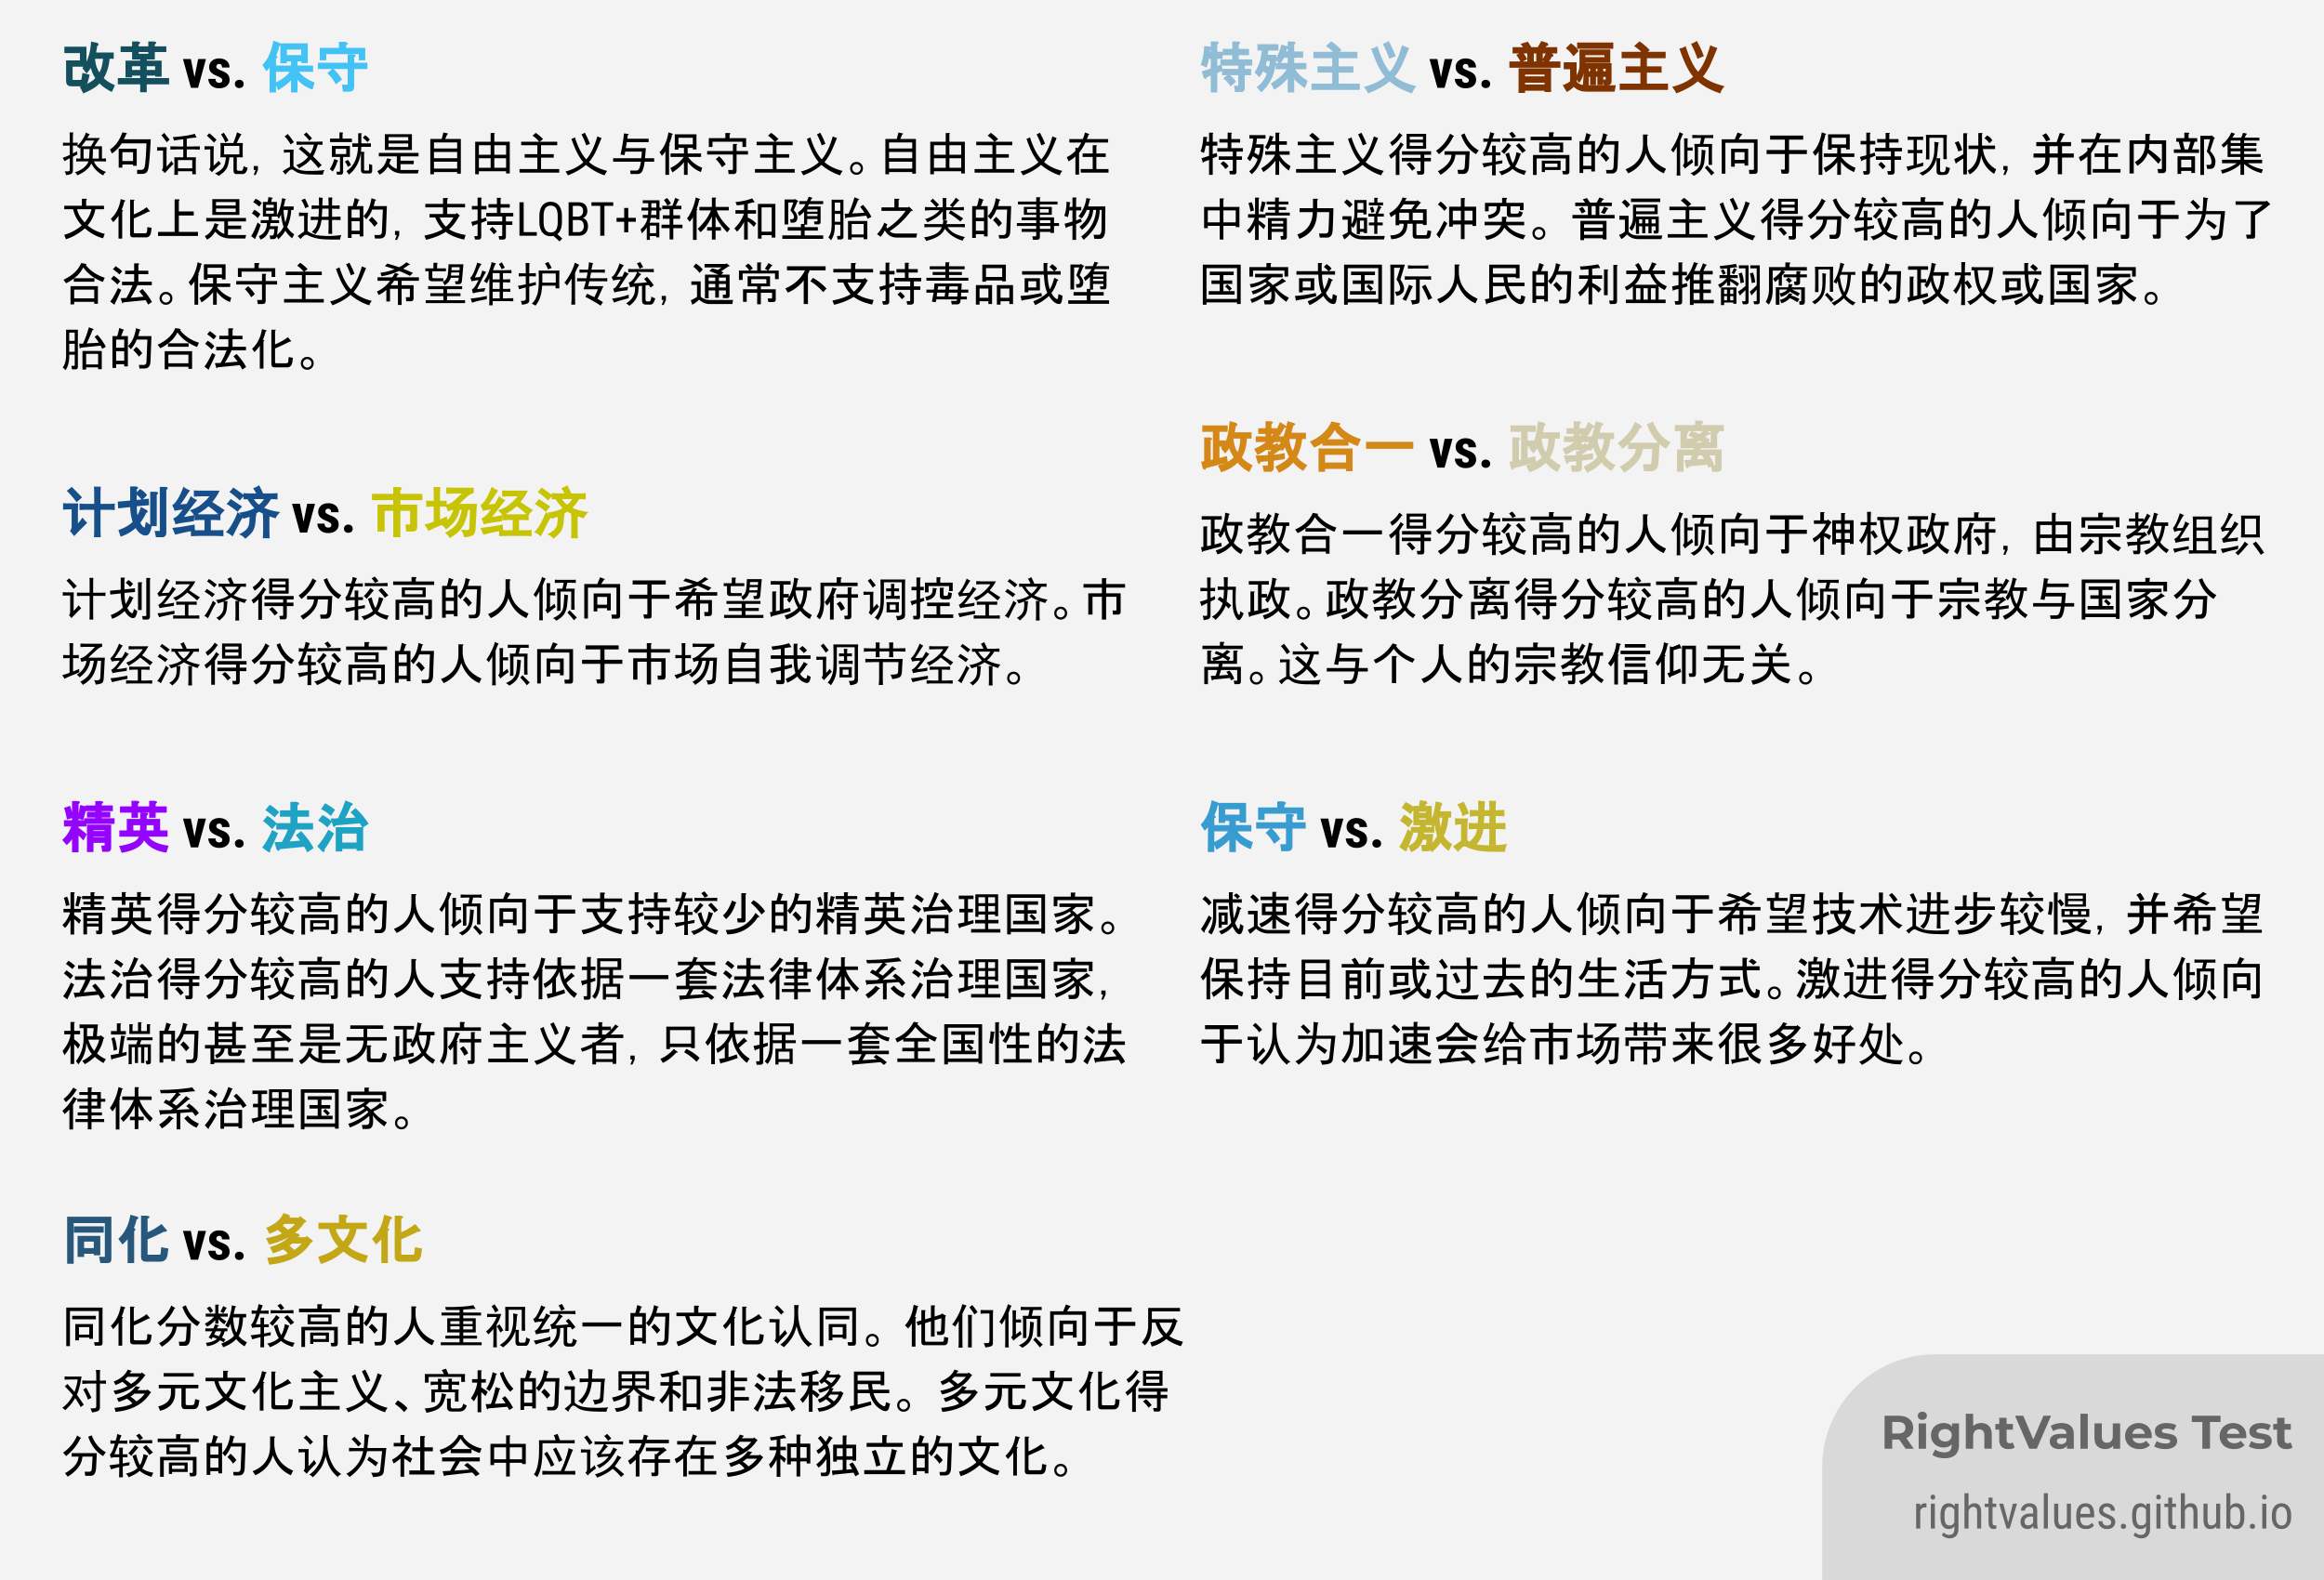 改革 vs. 保守
换句话说，这就是自由主义与保守主义。自由主义在
文化上是激进的，支持LQBT+群体和堕胎之类的事物
合法。保守主义希望维护传统，通常不支持毒品或堕
胎的合法化。
计划经济 vs. 市场经济
计划经济得分较高的人倾向于希望政府调控经济。市
场经济得分较高的人倾向于市场自我调节经济。
精英 vs. 法治
精英得分较高的人倾向于支持较少的精英治理国家。
法治得分较高的人支持依据一套法律体系治理国家，
极端的甚至是无政府主义者，只依据一套全国性的法
律体系治理国家。
同化 vs. 多文化
同化分数较高的人重视统一的文化认同。他们倾向于反
对多元文化主义、宽松的边界和非法移民。多元文化得
分较高的人认为社会中应该存在多种独立的文化。
特殊主义 vs. 普遍主义
特殊主义得分较高的人倾向于保持现状，并在内部集
中精力避免冲突。普遍主义得分较高的人倾向于为了
国家或国际人民的利益推翻腐败的政权或国家。
政教合一 vs. 政教分离
政教合一得分较高的人倾向于神权政府，由宗教组织
执政。政教分离得分较高的人倾向于宗教与国家分
离。这与个人的宗教信仰无关。
保守 vs. 激进
减速得分较高的人倾向于希望技术进步较慢，并希望
保持目前或过去的生活方式。激进得分较高的人倾向
于认为加速会给市场带来很多好处。
RightValues Test
rightvalues.github.io